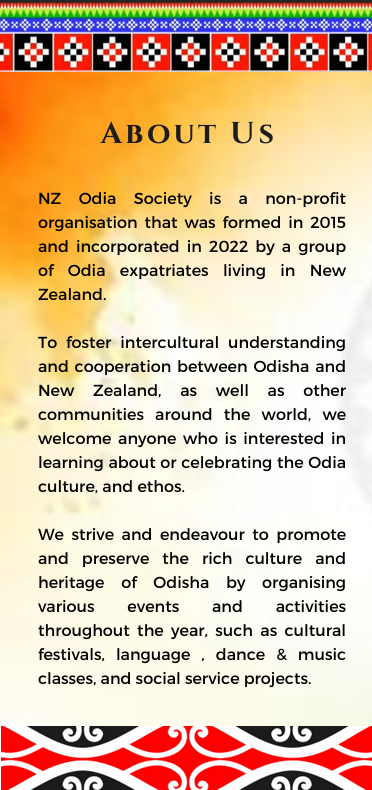 About Us
NZ Odia Society is a non-profit
organisation that was formed in 2015
and incorporated in 2022 by a group
of Odia expatriates living in New
Zealand.
To foster intercultural understanding
and cooperation between Odisha and
New Zealand, as well as other
communities around the world, we
welcome anyone who is interested in
learning about or celebrating the Odia
culture, and ethos.
We strive and endeavour to promote
and preserve the rich culture and
heritage of Odisha by organising
various events and activities
throughout the year, such as cultural
festivals, language , dance & music
classes, and social service projects.